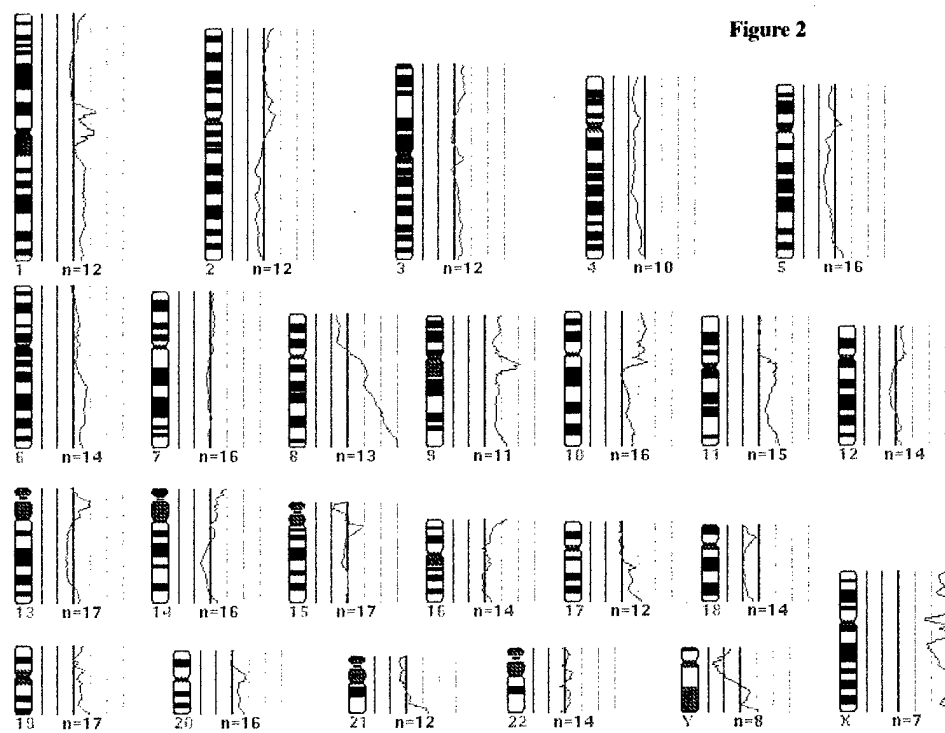 Figure 2
1 n=12 2 n=12 3 n=12 4 n=10 5 n=16
6 n=14 7 n=16 8 n=13 9 n=11 10 n=16 11 n=15 12 n=14
13 n=17 14 n=16 15 n=17 16 n=14 17 n=12 18 n=14
19 n=17 20 n=16 21 n=12 22 n=14 Y n=8 X n=7